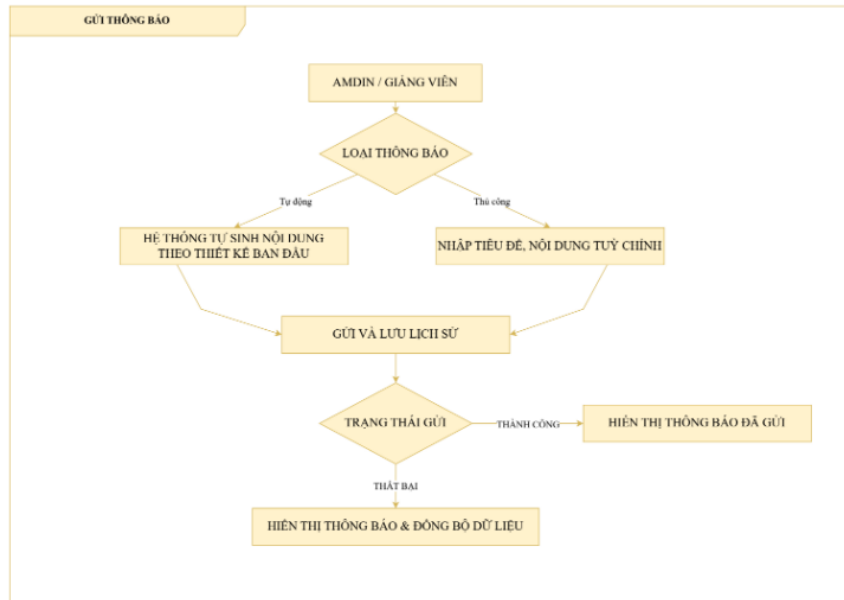 GỬI THÔNG BÁO
AMDIN / GIẢNG VIÊN
LOẠI THÔNG BÁO
Tự động
Thủ công
HỆ THỐNG TỰ SINH NỘI DUNG
THEO THIẾT KẾ BAN ĐẦU
NHẬP TIÊU ĐỀ, NỘI DUNG TUỲ CHỈNH
GỬI VÀ LƯU LỊCH SỬ
TRẠNG THÁI GỬI
THÀNH CÔNG
HIỂN THỊ THÔNG BÁO ĐÃ GỬI
THẤT BẠI
HIỂN THỊ THÔNG BÁO & ĐỒNG BỘ DỮ LIỆU